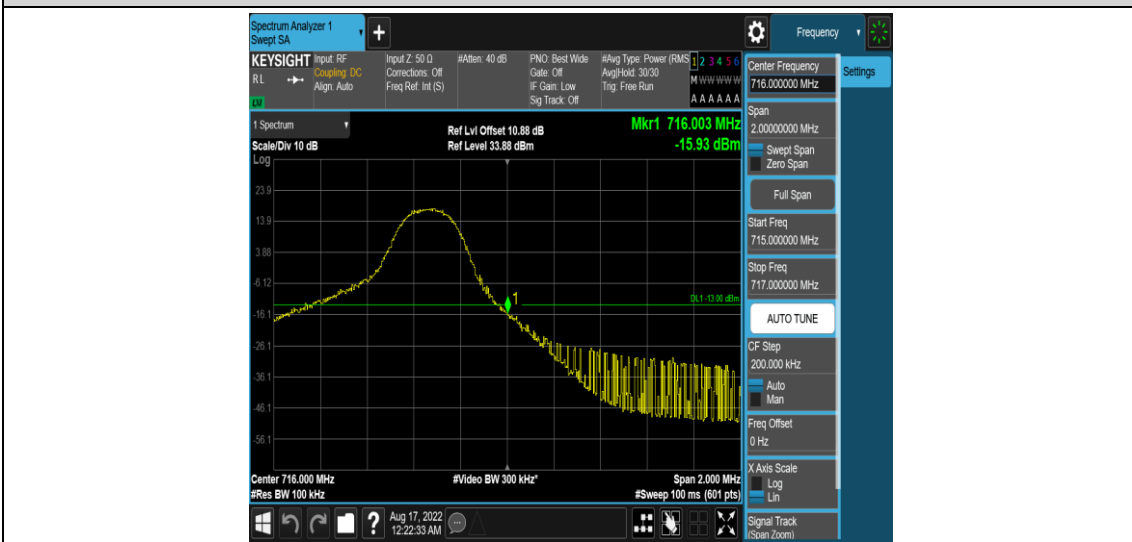 Spectrum Analyzer 1
Swept SA
+
Frequency
KEYSIGHT
RL
LW
Input: RF
Coupling: DC
Align: Auto
Input Z: 50 Ω
Corrections: Off
Freq Ref: Int (S)
#Atten: 40 dB
PNO: Best Wide
Gate: Off
IF Gain: Low
Sig Track: Off
#Avg Type: Power (RMS
Avg|Hold: 30/30
Trig: Free Run
1 2 3 4 5 6
M W W W W W
A A A A A A
1 Spectrum
Scale/Div 10 dB
Log
Ref Lvl Offset 10.88 dB
Ref Level 33.88 dBm
Mkr1 716.003 MHz
-15.93 dBm
23.9
13.9
3.88
-6.12
-16.1
-26.1
-36.1
-46.1
-56.1
1
DL1 -13.00 dBm
Center 716.000 MHz
#Res BW 100 kHz
#Video BW 300 kHz*
Span 2.000 MHz
#Sweep 100 ms (601 pts)
?
Aug 17, 2022
12:22:33 AM
Center Frequency
716.000000 MHz
Span
2.00000000 MHz
Swept Span
Zero Span
Full Span
Start Freq
715.000000 MHz
Stop Freq
717.000000 MHz
AUTO TUNE
CF Step
200.000 kHz
Auto
Man
Freq Offset
0 Hz
X Axis Scale
Log
Lin
Signal Track
(Span Zoom)
Settings